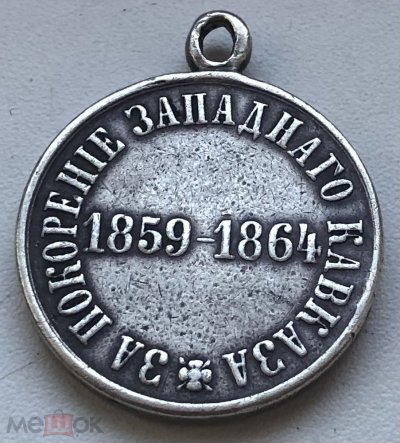 ЗА ПОКОРЕНІЕ ЗАПАДНАГО КАВКАЗА
1859-1864
мешок